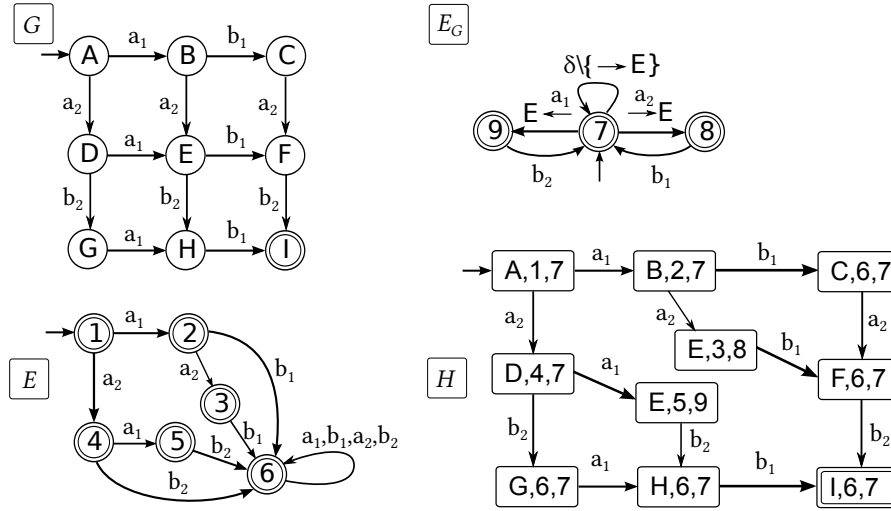 G
A a₁ B b₁ C
a₂ a₂ a₂
D a₁ E b₁ F
b₂ b₂ b₂
G a₁ H b₁ I
E
1 a₁ 2
a₂ a₂ b₁
3
4 a₁ 5 b₂ b₁ a₁,b₁,a₂,b₂
b₂ 6
E_G
δ\{ → E}
E ← a₁ a₂ → E
9 7 8
b₂ b₁
H
A,1,7 a₁ B,2,7 b₁ C,6,7
a₂ a₂ a₂
E,3,8 b₁
D,4,7 a₁ F,6,7
E,5,9
b₂ b₂ b₂
G,6,7 a₁ H,6,7 b₁ I,6,7